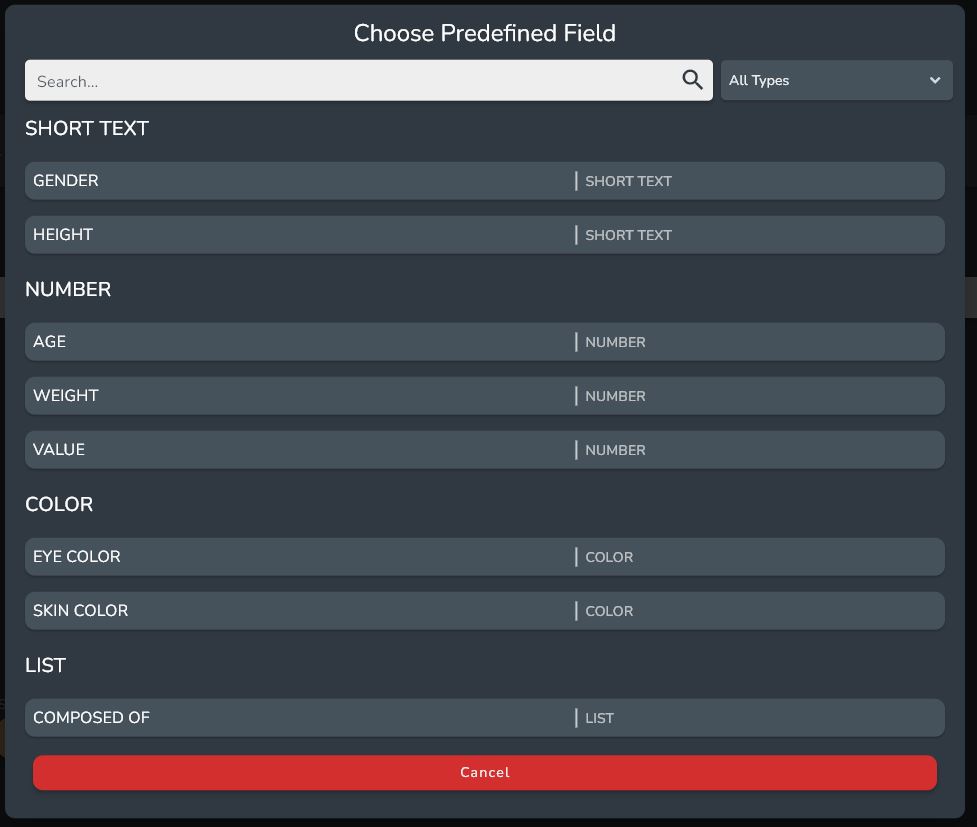 Choose Predefined Field
Search...
All Types
SHORT TEXT
GENDER | SHORT TEXT
HEIGHT | SHORT TEXT
NUMBER
AGE | NUMBER
WEIGHT | NUMBER
VALUE | NUMBER
COLOR
EYE COLOR | COLOR
SKIN COLOR | COLOR
LIST
COMPOSED OF | LIST
Cancel